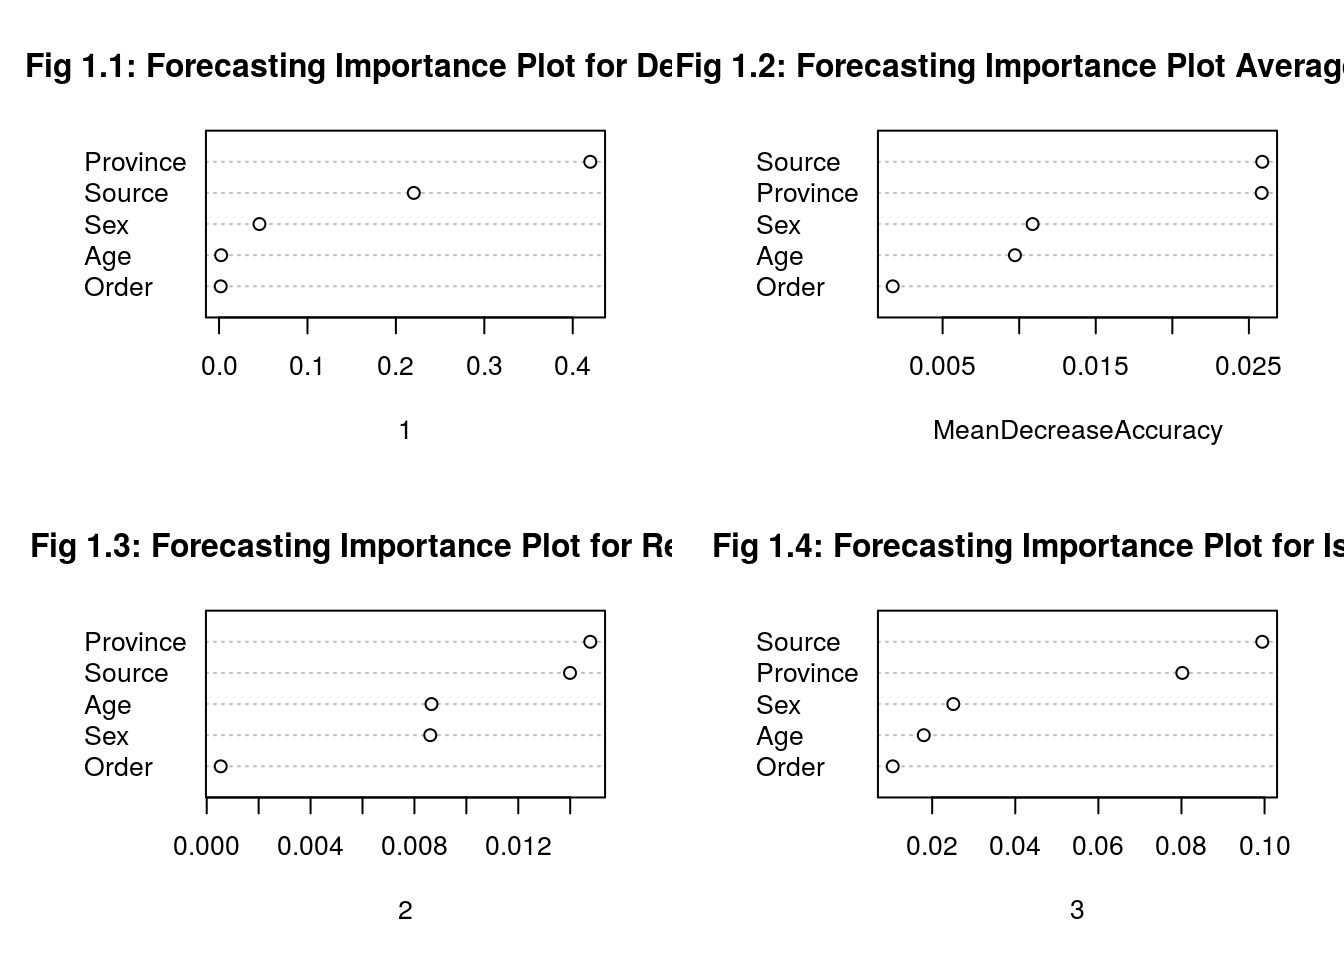 Fig 1.1: Forecasting Importance Plot for De
Province
Source
Sex
Age
Order
0.0 0.1 0.2 0.3 0.4
1
Fig 1.2: Forecasting Importance Plot Average
Source
Province
Sex
Age
Order
0.005 0.015 0.025
MeanDecreaseAccuracy
Fig 1.3: Forecasting Importance Plot for Re
Province
Source
Age
Sex
Order
0.000 0.004 0.008 0.012
2
Fig 1.4: Forecasting Importance Plot for Is
Source
Province
Sex
Age
Order
0.02 0.04 0.06 0.08 0.10
3